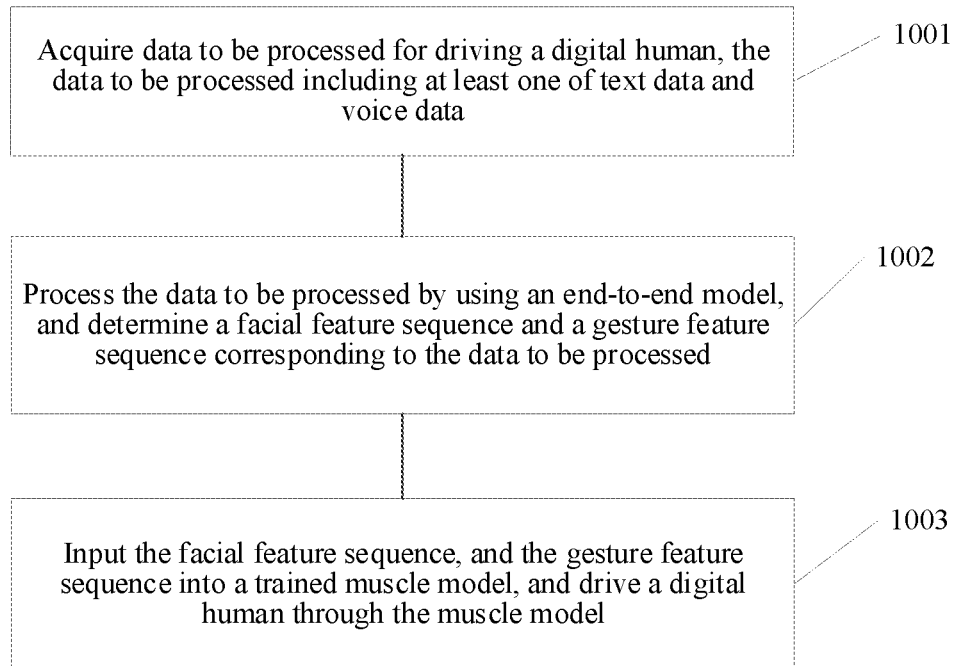 Acquire data to be processed for driving a digital human, the
data to be processed including at least one of text data and
voice data
1001
Process the data to be processed by using an end-to-end model,
and determine a facial feature sequence and a gesture feature
sequence corresponding to the data to be processed
1002
Input the facial feature sequence, and the gesture feature
sequence into a trained muscle model, and drive a digital
human through the muscle model
1003